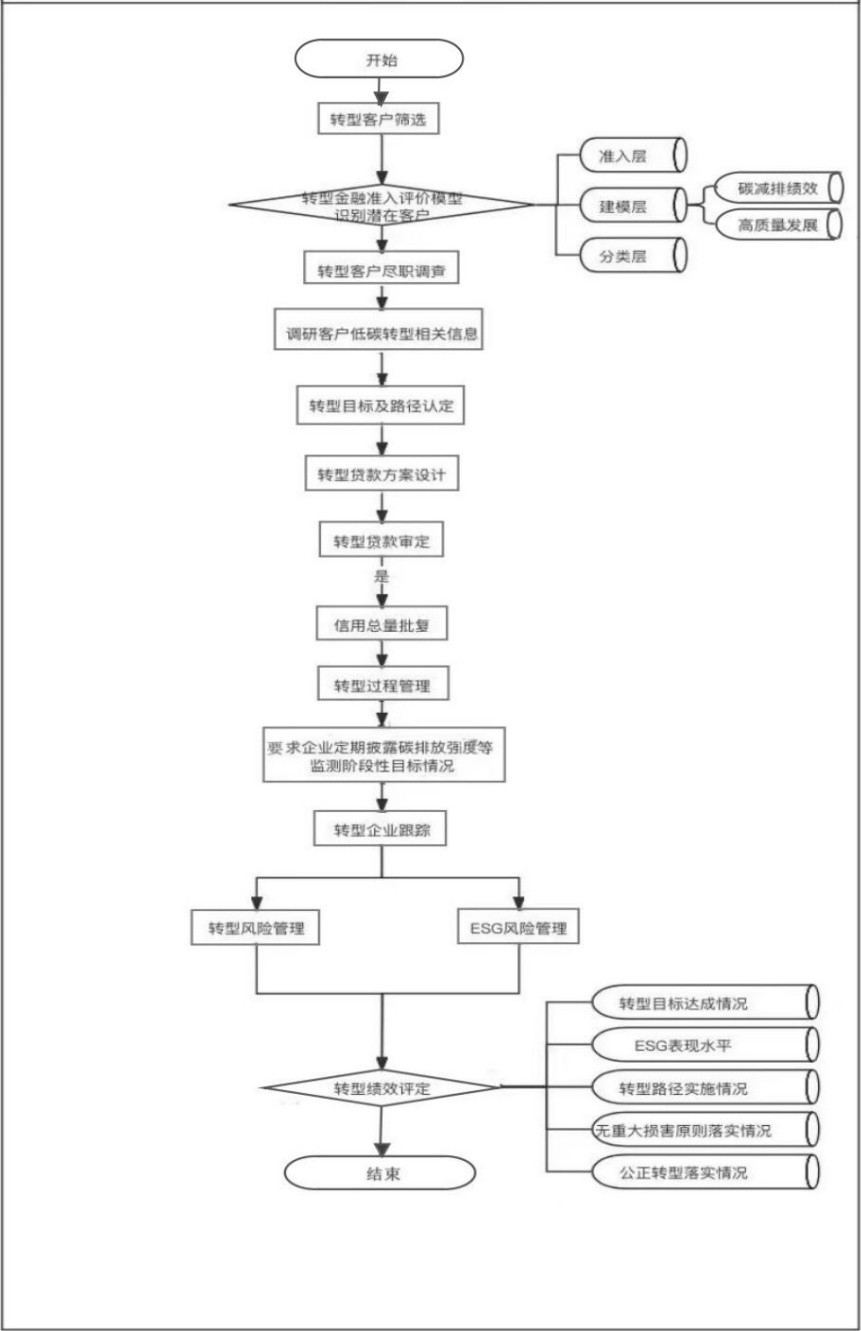 开始
转型客户筛选
转型金融准入评价模型
识别潜在客户
准入层
建模层
碳减排绩效
高质量发展
分类层
转型客户尽职调查
调研客户低碳转型相关信息
转型目标及路径认定
转型贷款方案设计
转型贷款审定
是
信用总量批复
转型过程管理
要求企业定期披露碳排放强度等
监测阶段性目标情况
转型企业跟踪
转型风险管理
ESG风险管理
转型绩效评定
转型目标达成情况
ESG表现水平
转型路径实施情况
无重大损害原则落实情况
公正转型落实情况
结束